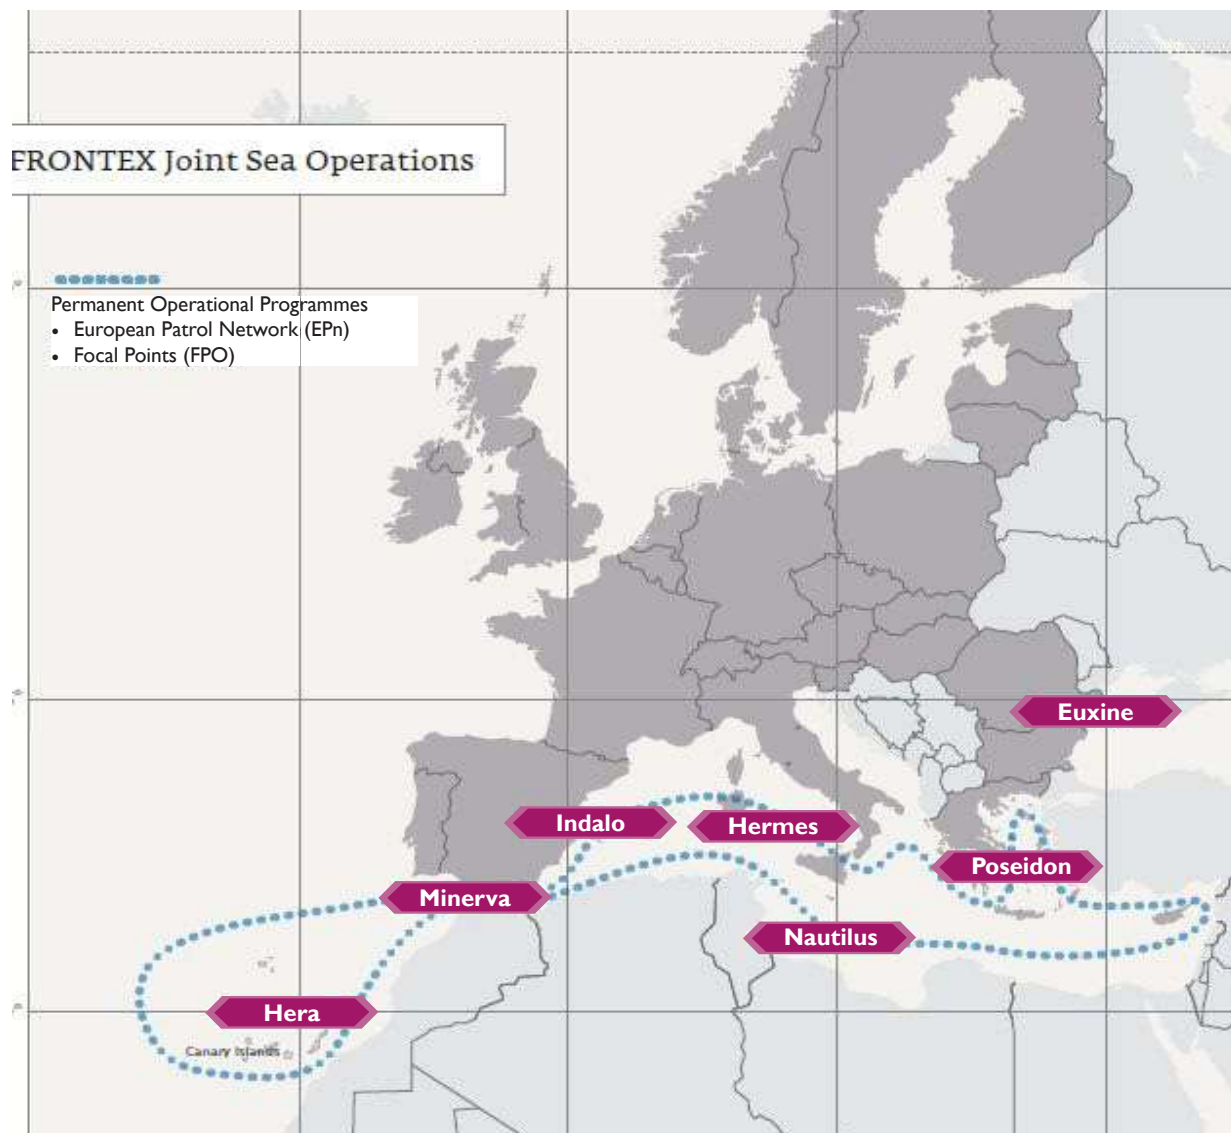 FRONTEX Joint Sea Operations
Permanent Operational Programmes
• European Patrol Network (EPn)
• Focal Points (FPO)
Euxine
Indalo
Hermes
Poseidon
Minerva
Nautilus
Hera
Canary Islands